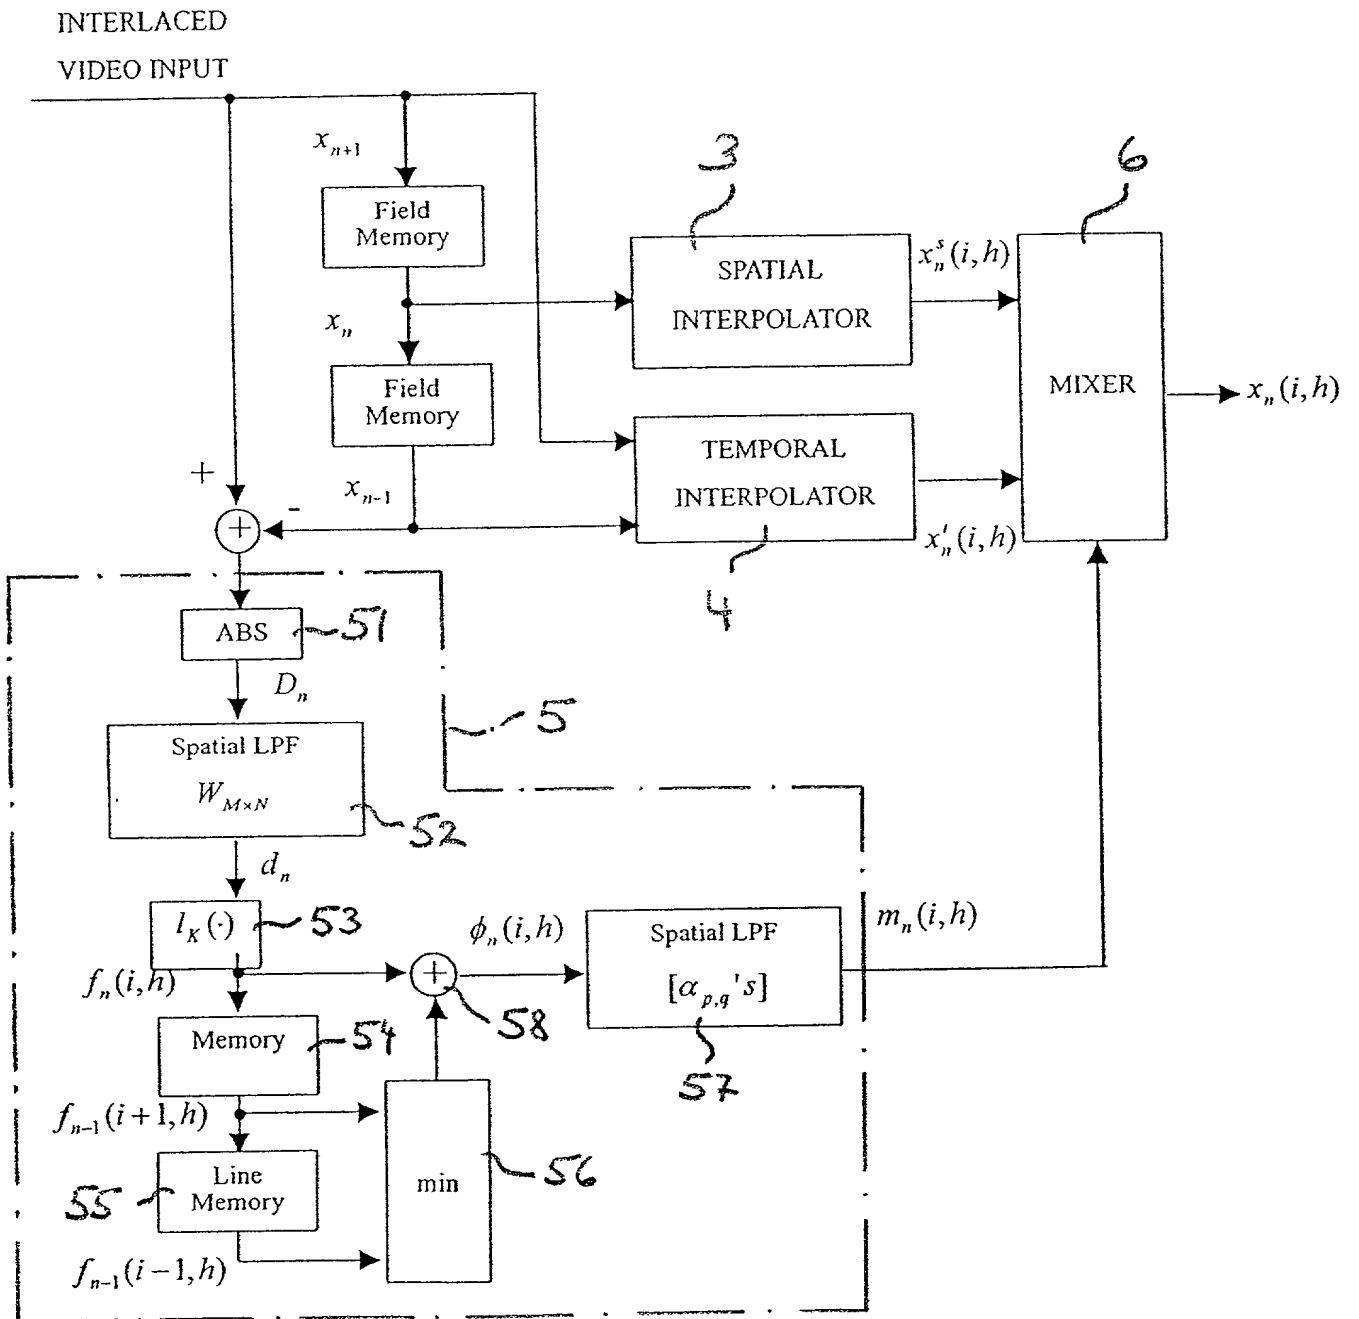 INTERLACED
VIDEO INPUT
x_{n+1}
Field
Memory
x_n
Field
Memory
x_{n-1}
+
-
+
3
SPATIAL
INTERPOLATOR
x_n^s(i,h)
TEMPORAL
INTERPOLATOR
x_n^t(i,h)
4
6
MIXER
x_n(i,h)
ABS
51
D_n
5
Spatial LPF
W_{M×N}
52
d_n
l_K(·)
53
f_n(i,h)
+
58
ϕ_n(i,h)
Spatial LPF
[α_{p,q}'s]
57
m_n(i,h)
Memory
54
f_{n-1}(i+1,h)
Line
Memory
55
f_{n-1}(i−1,h)
min
56